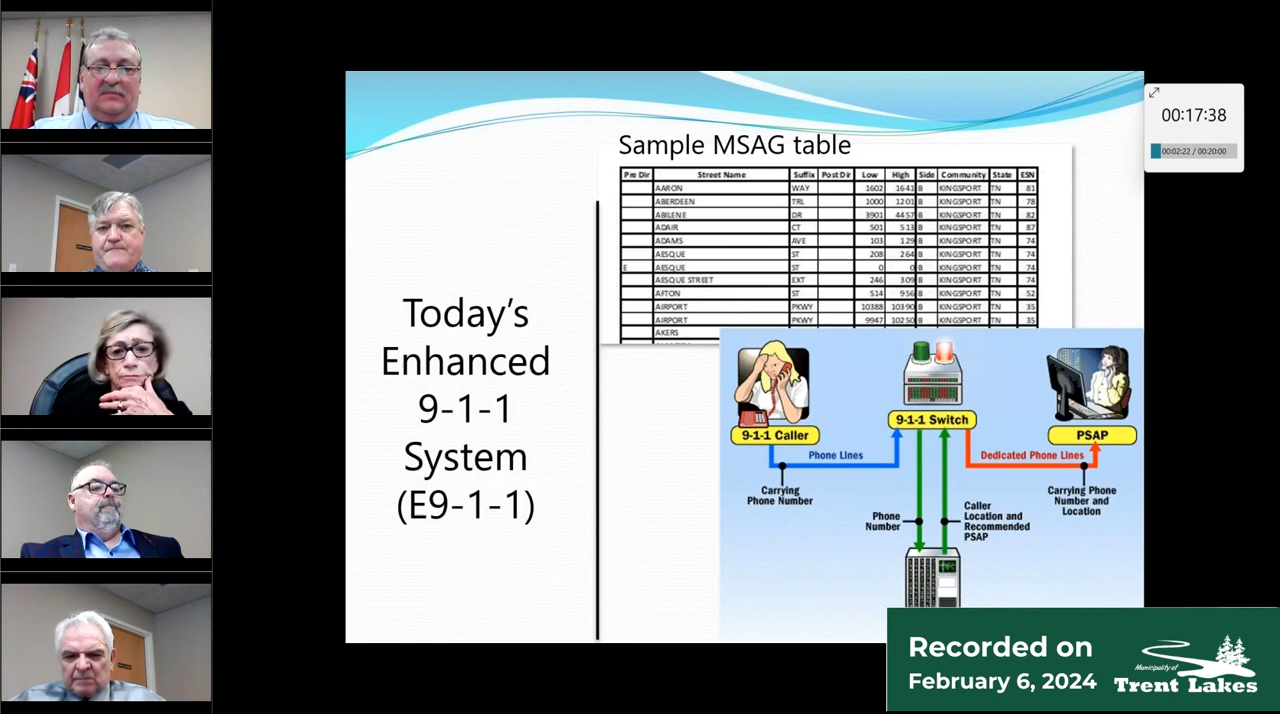 Sample MSAG table
Pre Dir Street Name Suffix Post Dir Low High Side Community State ESN
AARON WAY 1602 1641 B KINGSPORT TN 81
ABERDEEN TRL 1000 1201 B KINGSPORT TN 78
ABILENE DR 3901 4457 B KINGSPORT TN 82
ADAIR CT 501 513 B KINGSPORT TN 87
ADAMS AVE 103 129 B KINGSPORT TN 74
AESQUE ST 208 264 B KINGSPORT TN 74
E AESQUE ST 0 0 B KINGSPORT TN 74
AESQUE STREET EXT 246 309 B KINGSPORT TN 74
AFTON ST 514 956 B KINGSPORT TN 52
AIRPORT PKWY 10388 10390 B KINGSPORT TN 35
AIRPORT PKWY 9947 10250 B KINGSPORT TN 35
AKERS
Today's
Enhanced
9-1-1
System
(E9-1-1)
9-1-1 Caller
9-1-1 Switch
PSAP
Phone Lines
Dedicated Phone Lines
Carrying
Phone Number
Carrying Phone
Number and
Location
Phone
Number
Caller
Location and
Recommended
PSAP
00:17:38
00:02:22 / 00:20:00
Recorded on
February 6, 2024
Municipality of
Trent Lakes